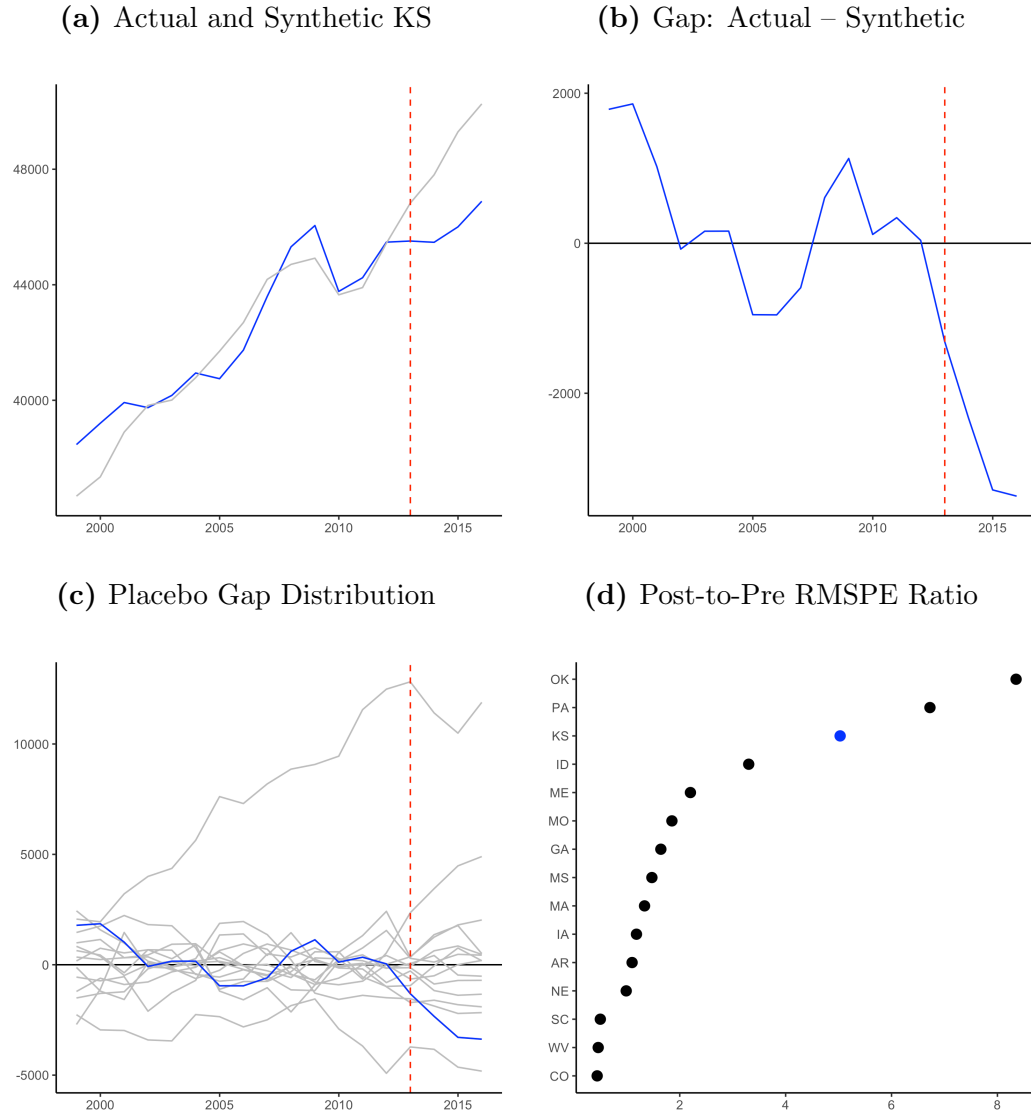 (a) Actual and Synthetic KS
48000
44000
40000
2000 2005 2010 2015
(b) Gap: Actual – Synthetic
2000
0
-2000
2000 2005 2010 2015
(c) Placebo Gap Distribution
10000
5000
0
-5000
2000 2005 2010 2015
(d) Post-to-Pre RMSPE Ratio
OK
PA
KS
ID
ME
MO
GA
MS
MA
IA
AR
NE
SC
WV
CO
2 4 6 8